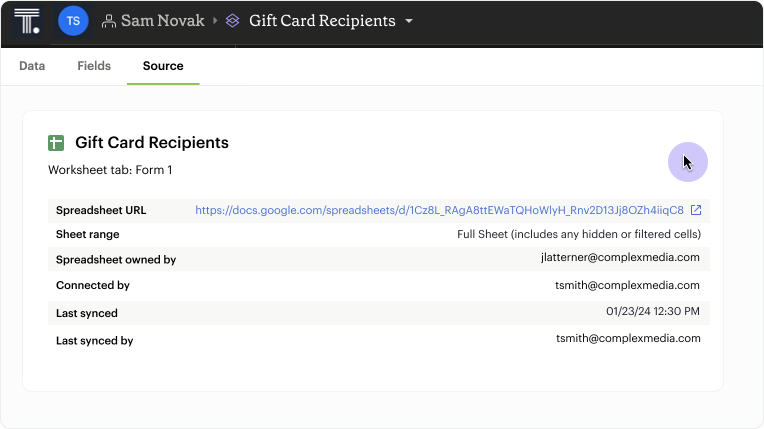 T. TS Sam Novak Gift Card Recipients
Data Fields Source
Gift Card Recipients
Worksheet tab: Form 1
Spreadsheet URL https://docs.google.com/spreadsheets/d/1Cz8L_RAgA8ttEWaTQHoWlyH_Rnv2D13Jj8OZh4iiqC8
Sheet range Full Sheet (includes any hidden or filtered cells)
Spreadsheet owned by jlatterner@complexmedia.com
Connected by tsmith@complexmedia.com
Last synced 01/23/24 12:30 PM
Last synced by tsmith@complexmedia.com